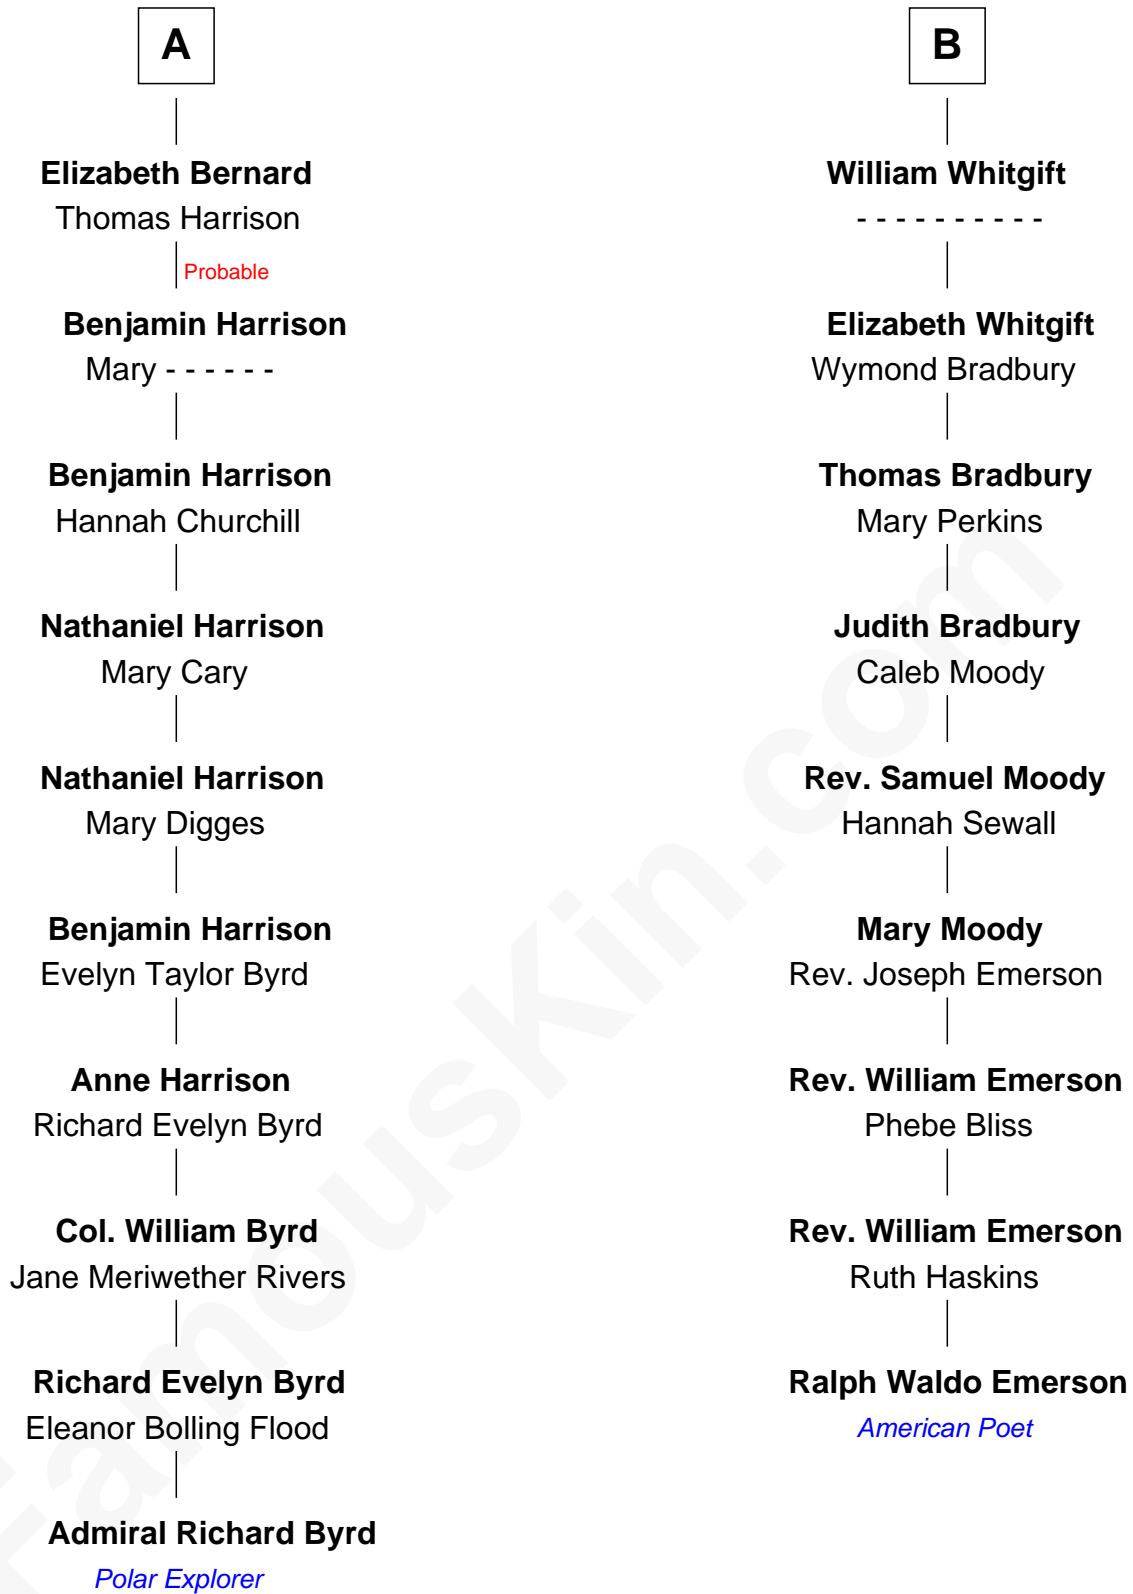 A
Elizabeth Bernard
Thomas Harrison
Probable
Benjamin Harrison
Mary - - - - - -
Benjamin Harrison
Hannah Churchill
Nathaniel Harrison
Mary Cary
Nathaniel Harrison
Mary Digges
Benjamin Harrison
Evelyn Taylor Byrd
Anne Harrison
Richard Evelyn Byrd
Col. William Byrd
Jane Meriwether Rivers
Richard Evelyn Byrd
Eleanor Bolling Flood
Admiral Richard Byrd
Polar Explorer
B
William Whitgift
- - - - - - - - - -
Elizabeth Whitgift
Wymond Bradbury
Thomas Bradbury
Mary Perkins
Judith Bradbury
Caleb Moody
Rev. Samuel Moody
Hannah Sewall
Mary Moody
Rev. Joseph Emerson
Rev. William Emerson
Phebe Bliss
Rev. William Emerson
Ruth Haskins
Ralph Waldo Emerson
American Poet
FamousKin.com